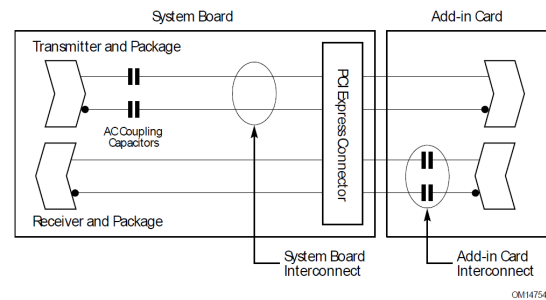 System Board
Add-in Card
Transmitter and Package
AC Coupling
Capacitors
PCI Express Connector
Receiver and Package
System Board
Interconnect
Add-in Card
Interconnect
OM14754